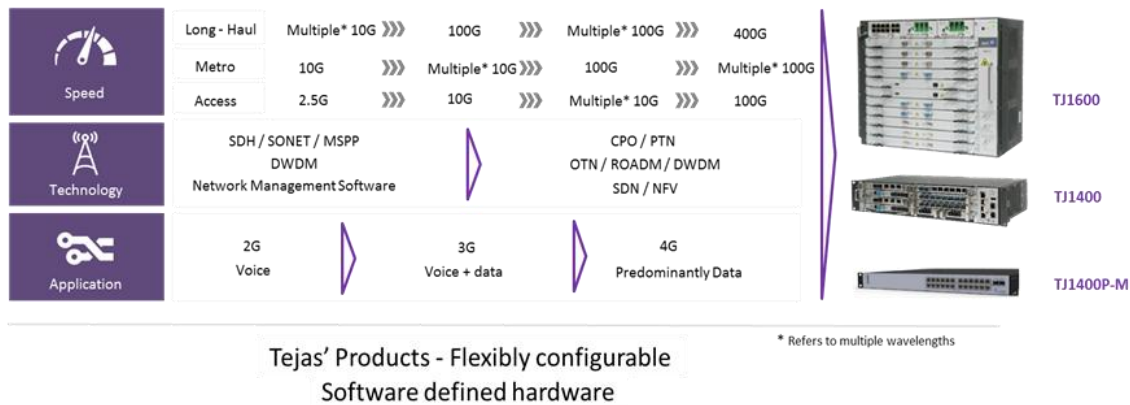 Long - Haul Multiple* 10G 》》》 100G 》》》 Multiple* 100G 》》》 400G
Metro 10G 》》》 Multiple* 10G 》》》 100G 》》》 Multiple* 100G
Speed
Access 2.5G 》》》 10G 》》》 Multiple* 10G 》》》 100G
TJ1600
SDH / SONET / MSPP
DWDM
Network Management Software
CPO / PTN
OTN / ROADM / DWDM
SDN / NFV
Technology
TJ1400
2G
Voice
3G
Voice + data
4G
Predominantly Data
Application
TJ1400P-M
* Refers to multiple wavelengths
Tejas' Products - Flexibly configurable
Software defined hardware